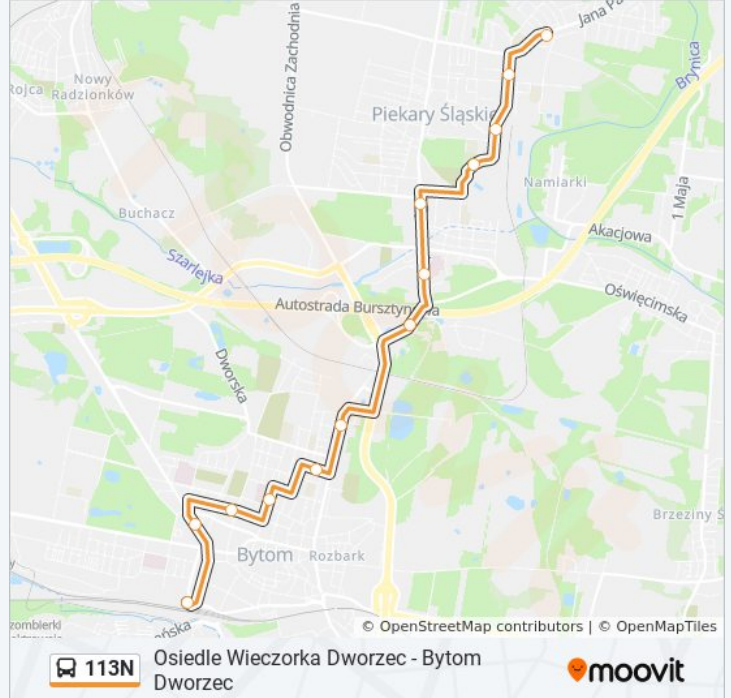 Jana Pa
Brynica
Obwodnica Zachodnia
Nowy
Radzionków
Rojca
Piekary Śląskie
Namiarki
1 Maja
Buchacz
Akacjowa
Szarlejka
Oświęcimska
Autostrada Bursztynowa
Dworska
Brzeziny Ś
Bytom
Rozbark
zombierki
© OpenStreetMap contributors | © OpenMapTiles
113N
Osiedle Wieczorka Dworzec - Bytom
Dworzec
moovit